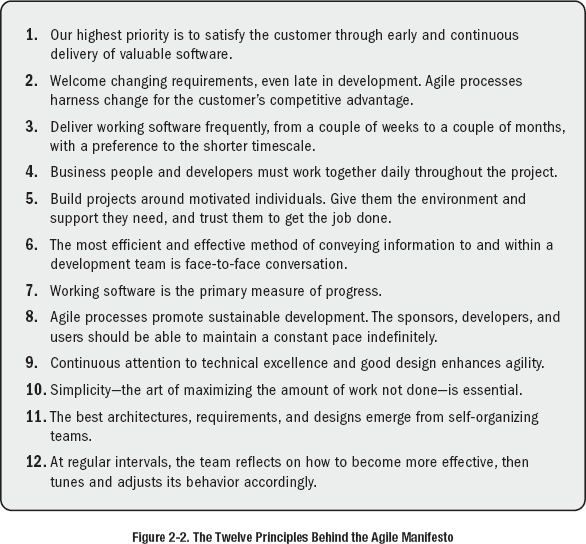 1. Our highest priority is to satisfy the customer through early and continuous
delivery of valuable software.
2. Welcome changing requirements, even late in development. Agile processes
harness change for the customer’s competitive advantage.
3. Deliver working software frequently, from a couple of weeks to a couple of months,
with a preference to the shorter timescale.
4. Business people and developers must work together daily throughout the project.
5. Build projects around motivated individuals. Give them the environment and
support they need, and trust them to get the job done.
6. The most efficient and effective method of conveying information to and within a
development team is face-to-face conversation.
7. Working software is the primary measure of progress.
8. Agile processes promote sustainable development. The sponsors, developers, and
users should be able to maintain a constant pace indefinitely.
9. Continuous attention to technical excellence and good design enhances agility.
10. Simplicity—the art of maximizing the amount of work not done—is essential.
11. The best architectures, requirements, and designs emerge from self-organizing
teams.
12. At regular intervals, the team reflects on how to become more effective, then
tunes and adjusts its behavior accordingly.
Figure 2-2. The Twelve Principles Behind the Agile Manifesto